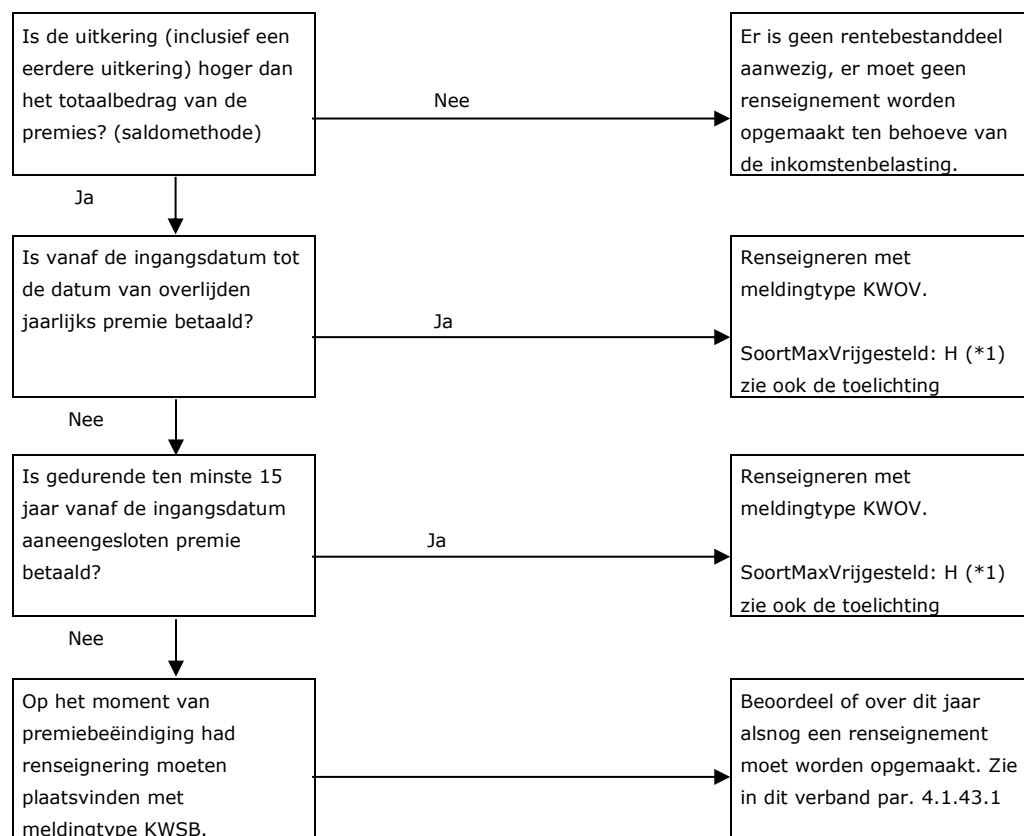 Is de uitkering (inclusief een
eerdere uitkering) hoger dan
het totaalbedrag van de
premies? (saldomethode)
Nee
Er is geen rentebestanddeel
aanwezig, er moet geen
renseignement worden
opgemaakt ten behoeve van
de inkomstenbelasting.
Ja
Is vanaf de ingangsdatum tot
de datum van overlijden
jaarlijks premie betaald?
Ja
Renseigneren met
meldingtype KWOV.
SoortMaxVrijgesteld: H (*1)
zie ook de toelichting
Nee
Is gedurende ten minste 15
jaar vanaf de ingangsdatum
aaneengesloten premie
betaald?
Ja
Renseigneren met
meldingtype KWOV.
SoortMaxVrijgesteld: H (*1)
zie ook de toelichting
Nee
Op het moment van
premiebeëindiging had
renseignering moeten
plaatsvinden met
meldingtype KWSB.
Beoordeel of over dit jaar
alsnog een renseignement
moet worden opgemaakt. Zie
in dit verband par. 4.1.43.1